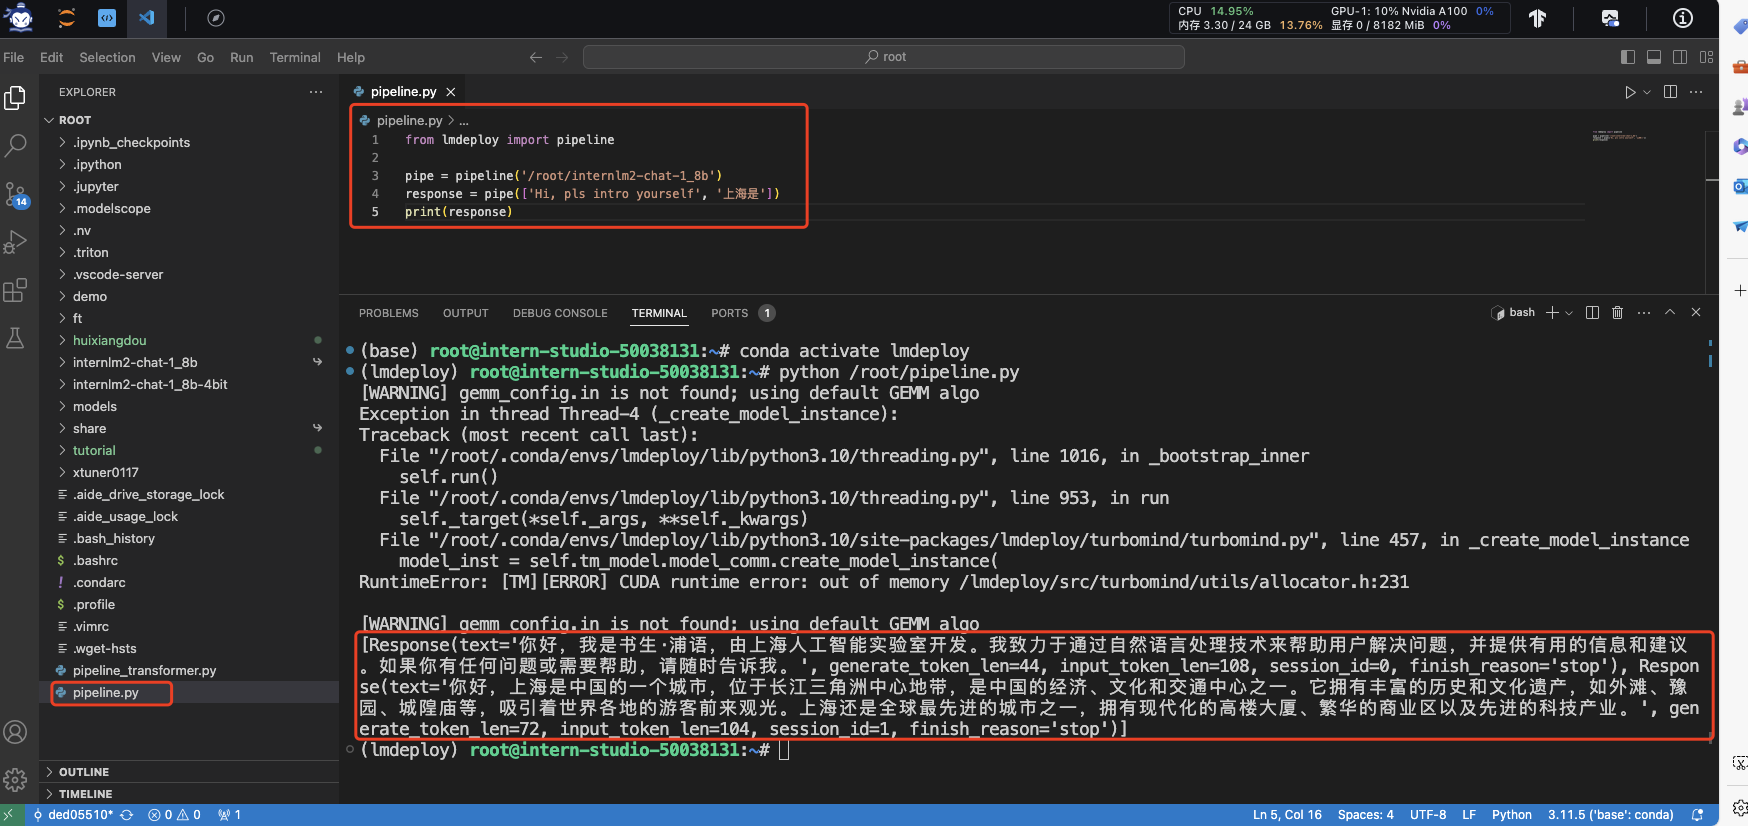 CPU 14.95% GPU-1: 10% Nvidia A100 0%
内存 3.30 / 24 GB 13.76% 显存 0 / 8182 MiB 0%
File Edit Selection View Go Run Terminal Help
root
EXPLORER
ROOT
.ipynb_checkpoints
.ipython
.jupyter
.modelscope
.nv
.triton
.vscode-server
demo
ft
huixiangdou
internlm2-chat-1_8b
internlm2-chat-1_8b-4bit
models
share
tutorial
xtuner0117
.aide_drive_storage_lock
.aide_usage_lock
.bash_history
.bashrc
.condarc
.profile
.vimrc
.wget-hsts
pipeline_transformer.py
pipeline.py
OUTLINE
TIMELINE
14
pipeline.py
pipeline.py > ...
1 from lmdeploy import pipeline
2
3 pipe = pipeline('/root/internlm2-chat-1_8b')
4 response = pipe(['Hi, pls intro yourself', '上海是'])
5 print(response)
PROBLEMS OUTPUT DEBUG CONSOLE TERMINAL PORTS 1
bash
(base) root@intern-studio-50038131:~# conda activate lmdeploy
(lmdeploy) root@intern-studio-50038131:~# python /root/pipeline.py
[WARNING] gemm_config.in is not found; using default GEMM algo
Exception in thread Thread-4 (_create_model_instance):
Traceback (most recent call last):
File "/root/.conda/envs/lmdeploy/lib/python3.10/threading.py", line 1016, in _bootstrap_inner
self.run()
File "/root/.conda/envs/lmdeploy/lib/python3.10/threading.py", line 953, in run
self._target(*self._args, **self._kwargs)
File "/root/.conda/envs/lmdeploy/lib/python3.10/site-packages/lmdeploy/turbomind/turbomind.py", line 457, in _create_model_instance
model_inst = self.tm_model.model_comm.create_model_instance(
RuntimeError: [TM][ERROR] CUDA runtime error: out of memory /lmdeploy/src/turbomind/utils/allocator.h:231
[WARNING] gemm_config.in is not found; using default GEMM algo
[Response(text='你好，我是书生·浦语，由上海人工智能实验室开发。我致力于通过自然语言处理技术来帮助用户解决问题，并提供有用的信息和建议
。如果你有任何问题或需要帮助，请随时告诉我。', generate_token_len=44, input_token_len=108, session_id=0, finish_reason='stop'), Respon
se(text='你好，上海是中国的一个城市，位于长江三角洲中心地带，是中国的经济、文化和交通中心之一。它拥有丰富的历史和文化遗产，如外滩、豫
园、城隍庙等，吸引着世界各地的游客前来观光。上海还是全球最先进的城市之一，拥有现代化的高楼大厦、繁华的商业区以及先进的科技产业。', gen
erate_token_len=72, input_token_len=104, session_id=1, finish_reason='stop')]
(lmdeploy) root@intern-studio-50038131:~#
ded05510* 0 0 1 Ln 5, Col 16 Spaces: 4 UTF-8 LF Python 3.11.5 ('base': conda)